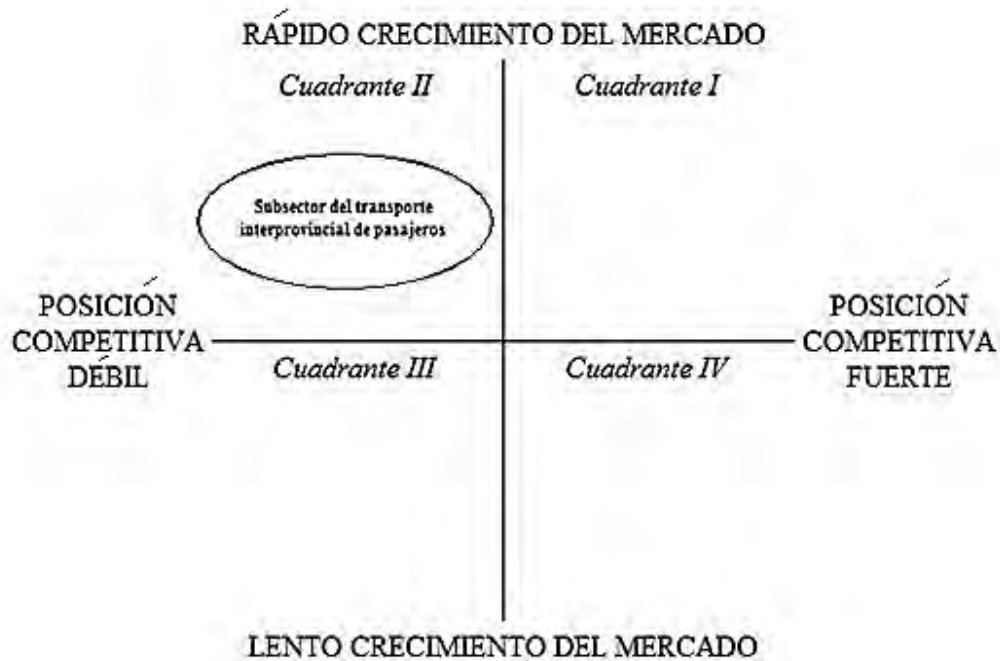 RÁPIDO CRECIMIENTO DEL MERCADO
Cuadrante II
Cuadrante I
Subsector del transporte
interprovincial de pasajeros
POSICIÓN
COMPETITIVA
DÉBIL
POSICIÓN
COMPETITIVA
FUERTE
Cuadrante III
Cuadrante IV
LENTO CRECIMIENTO DEL MERCADO